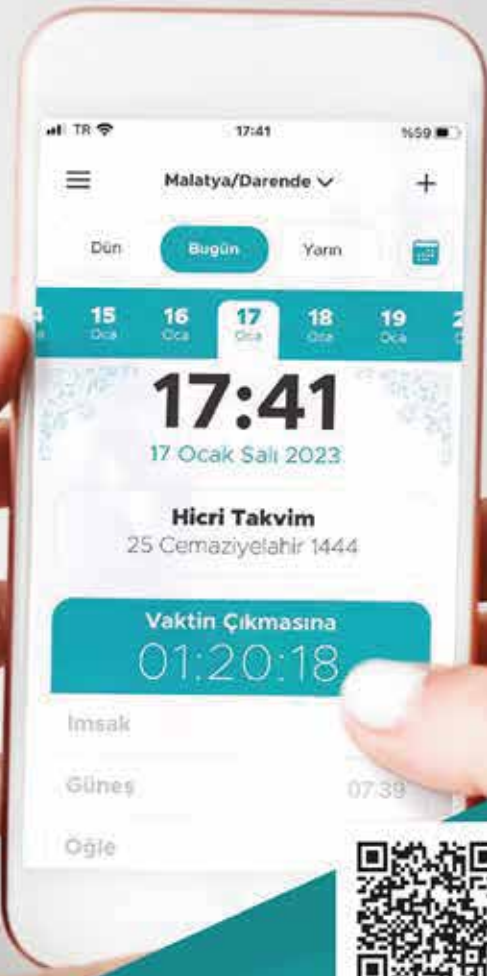 TR 17:41 %59
Malatya/Darende
Dün Bugün Yarın
15 16 17 18 19
Oca Oca Oca Oca Oca
17:41
17 Ocak Salı 2023
Hicri Takvim
25 Cemaziyelahir 1444
Vaktin Çıkmasına
01:20:18
İmsak
Güneş 07:39
Öğle